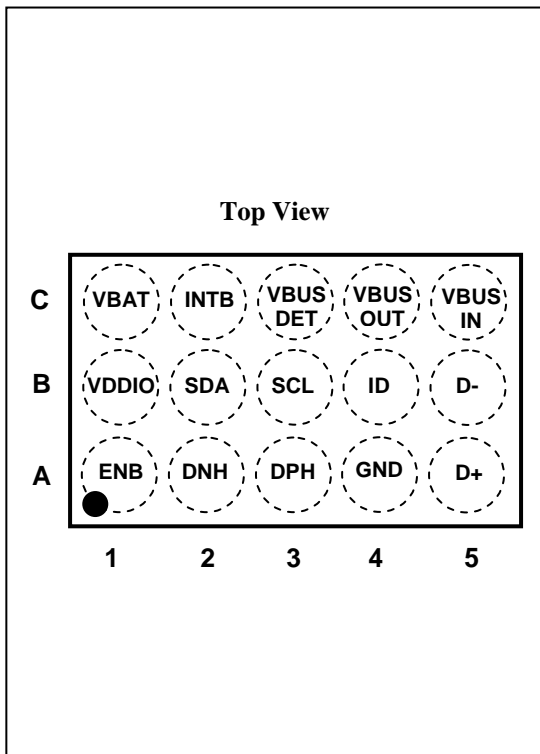 Top View
C VBAT INTB VBUS DET VBUS OUT VBUS IN
B VDDIO SDA SCL ID D-
A ENB DNH DPH GND D+
1 2 3 4 5